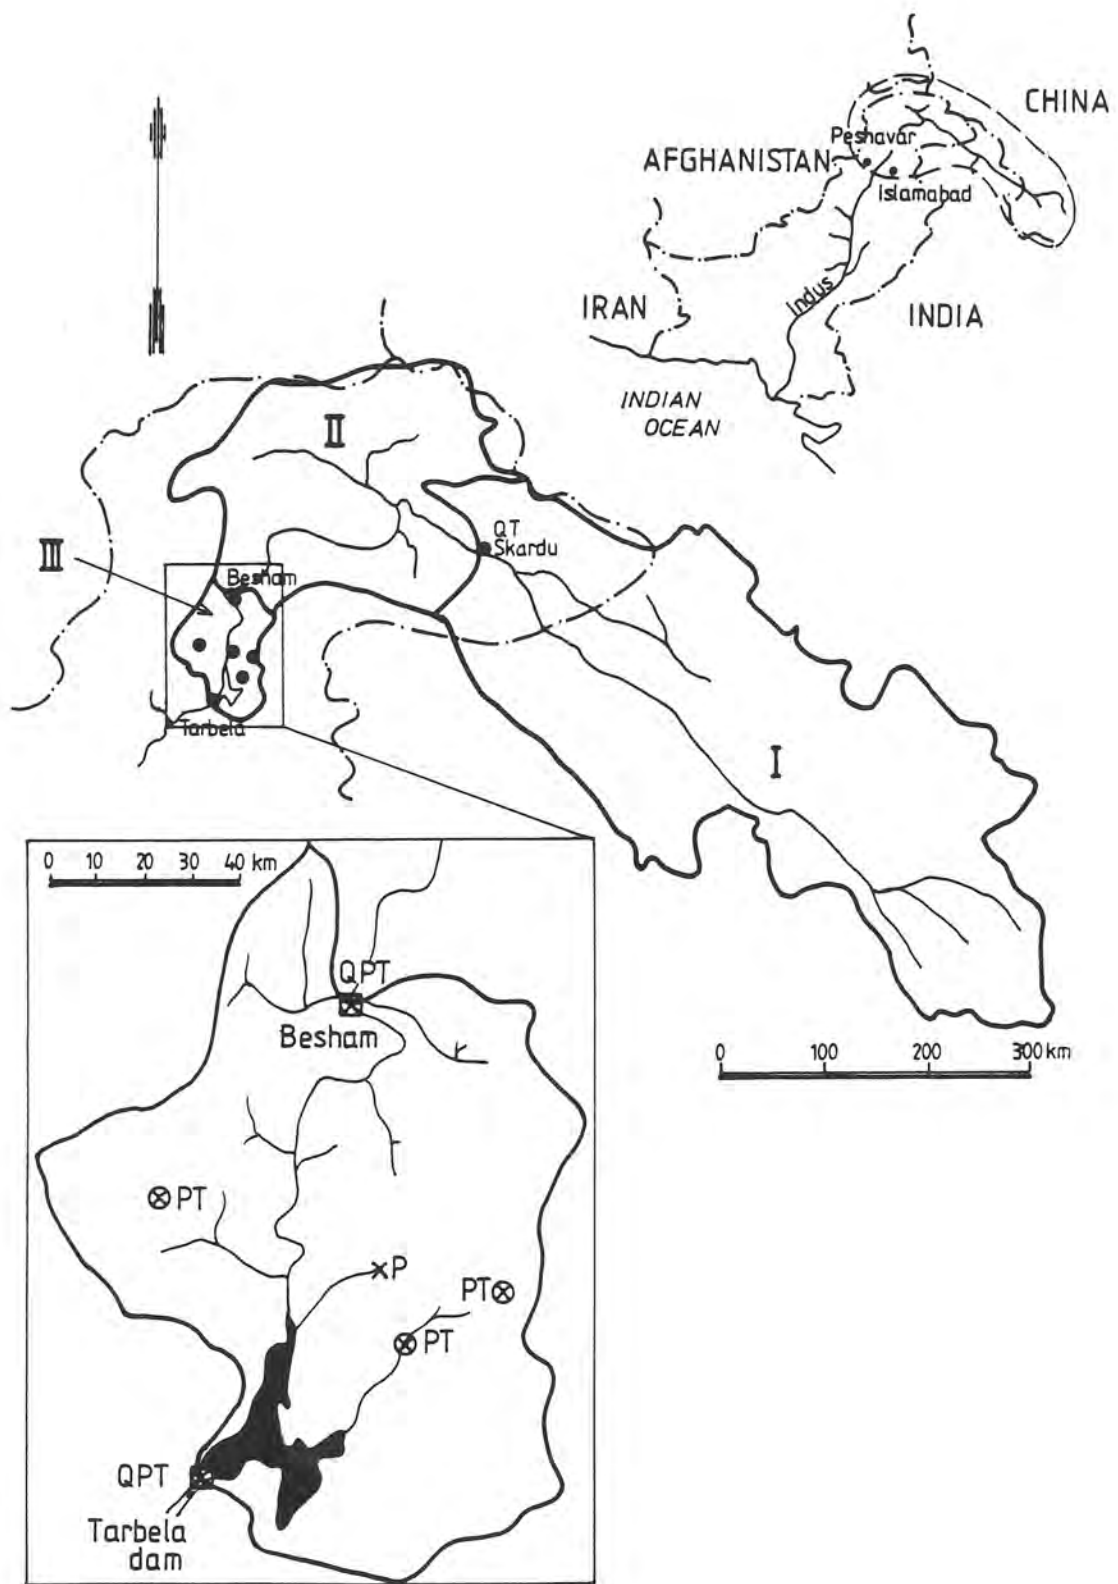 CHINA
Peshavar
AFGHANISTAN
islamabad
Indus
IRAN
INDIA
INDIAN
OCEAN
II
QT
Skardu
III
Besham
Tarbela
I
0 10 20 30 40 km
0 100 200 300 km
QPT
Besham
PT
P
PT
PT
QPT
Tarbela
dam